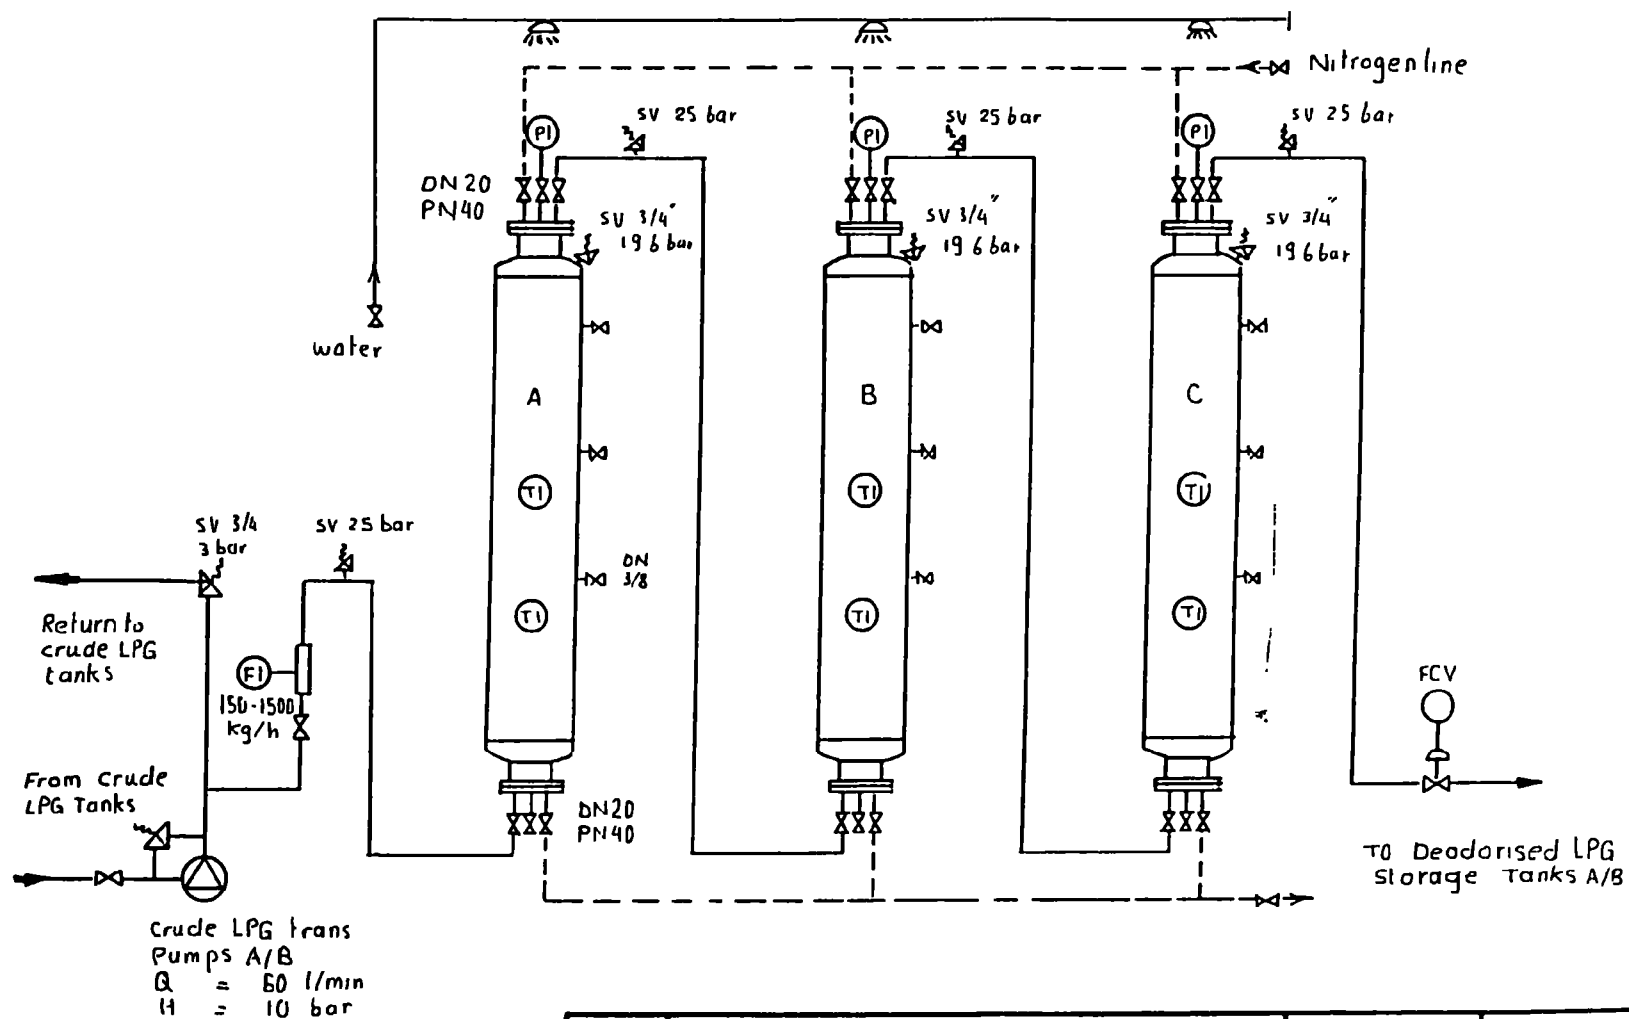 Nitrogen line
SV 25 bar
SV 25 bar
SV 25 bar
PI
PI
PI
DN 20
PN 40
SV 3/4"
19 6 bar
SV 3/4"
19 6 bar
SV 3/4"
19 6 bar
water
A
B
C
TI
TI
TI
SV 3/4
3 bar
SV 25 bar
DN
3/8
TI
TI
TI
Return to
crude LPG
tanks
FI
150-1500
kg/h
FCV
From crude
LPG Tanks
DN 20
PN 40
TO Deodorised LPG
Storage Tanks A/B
Crude LPG trans
Pumps A/B
Q = 60 l/min
H = 10 bar